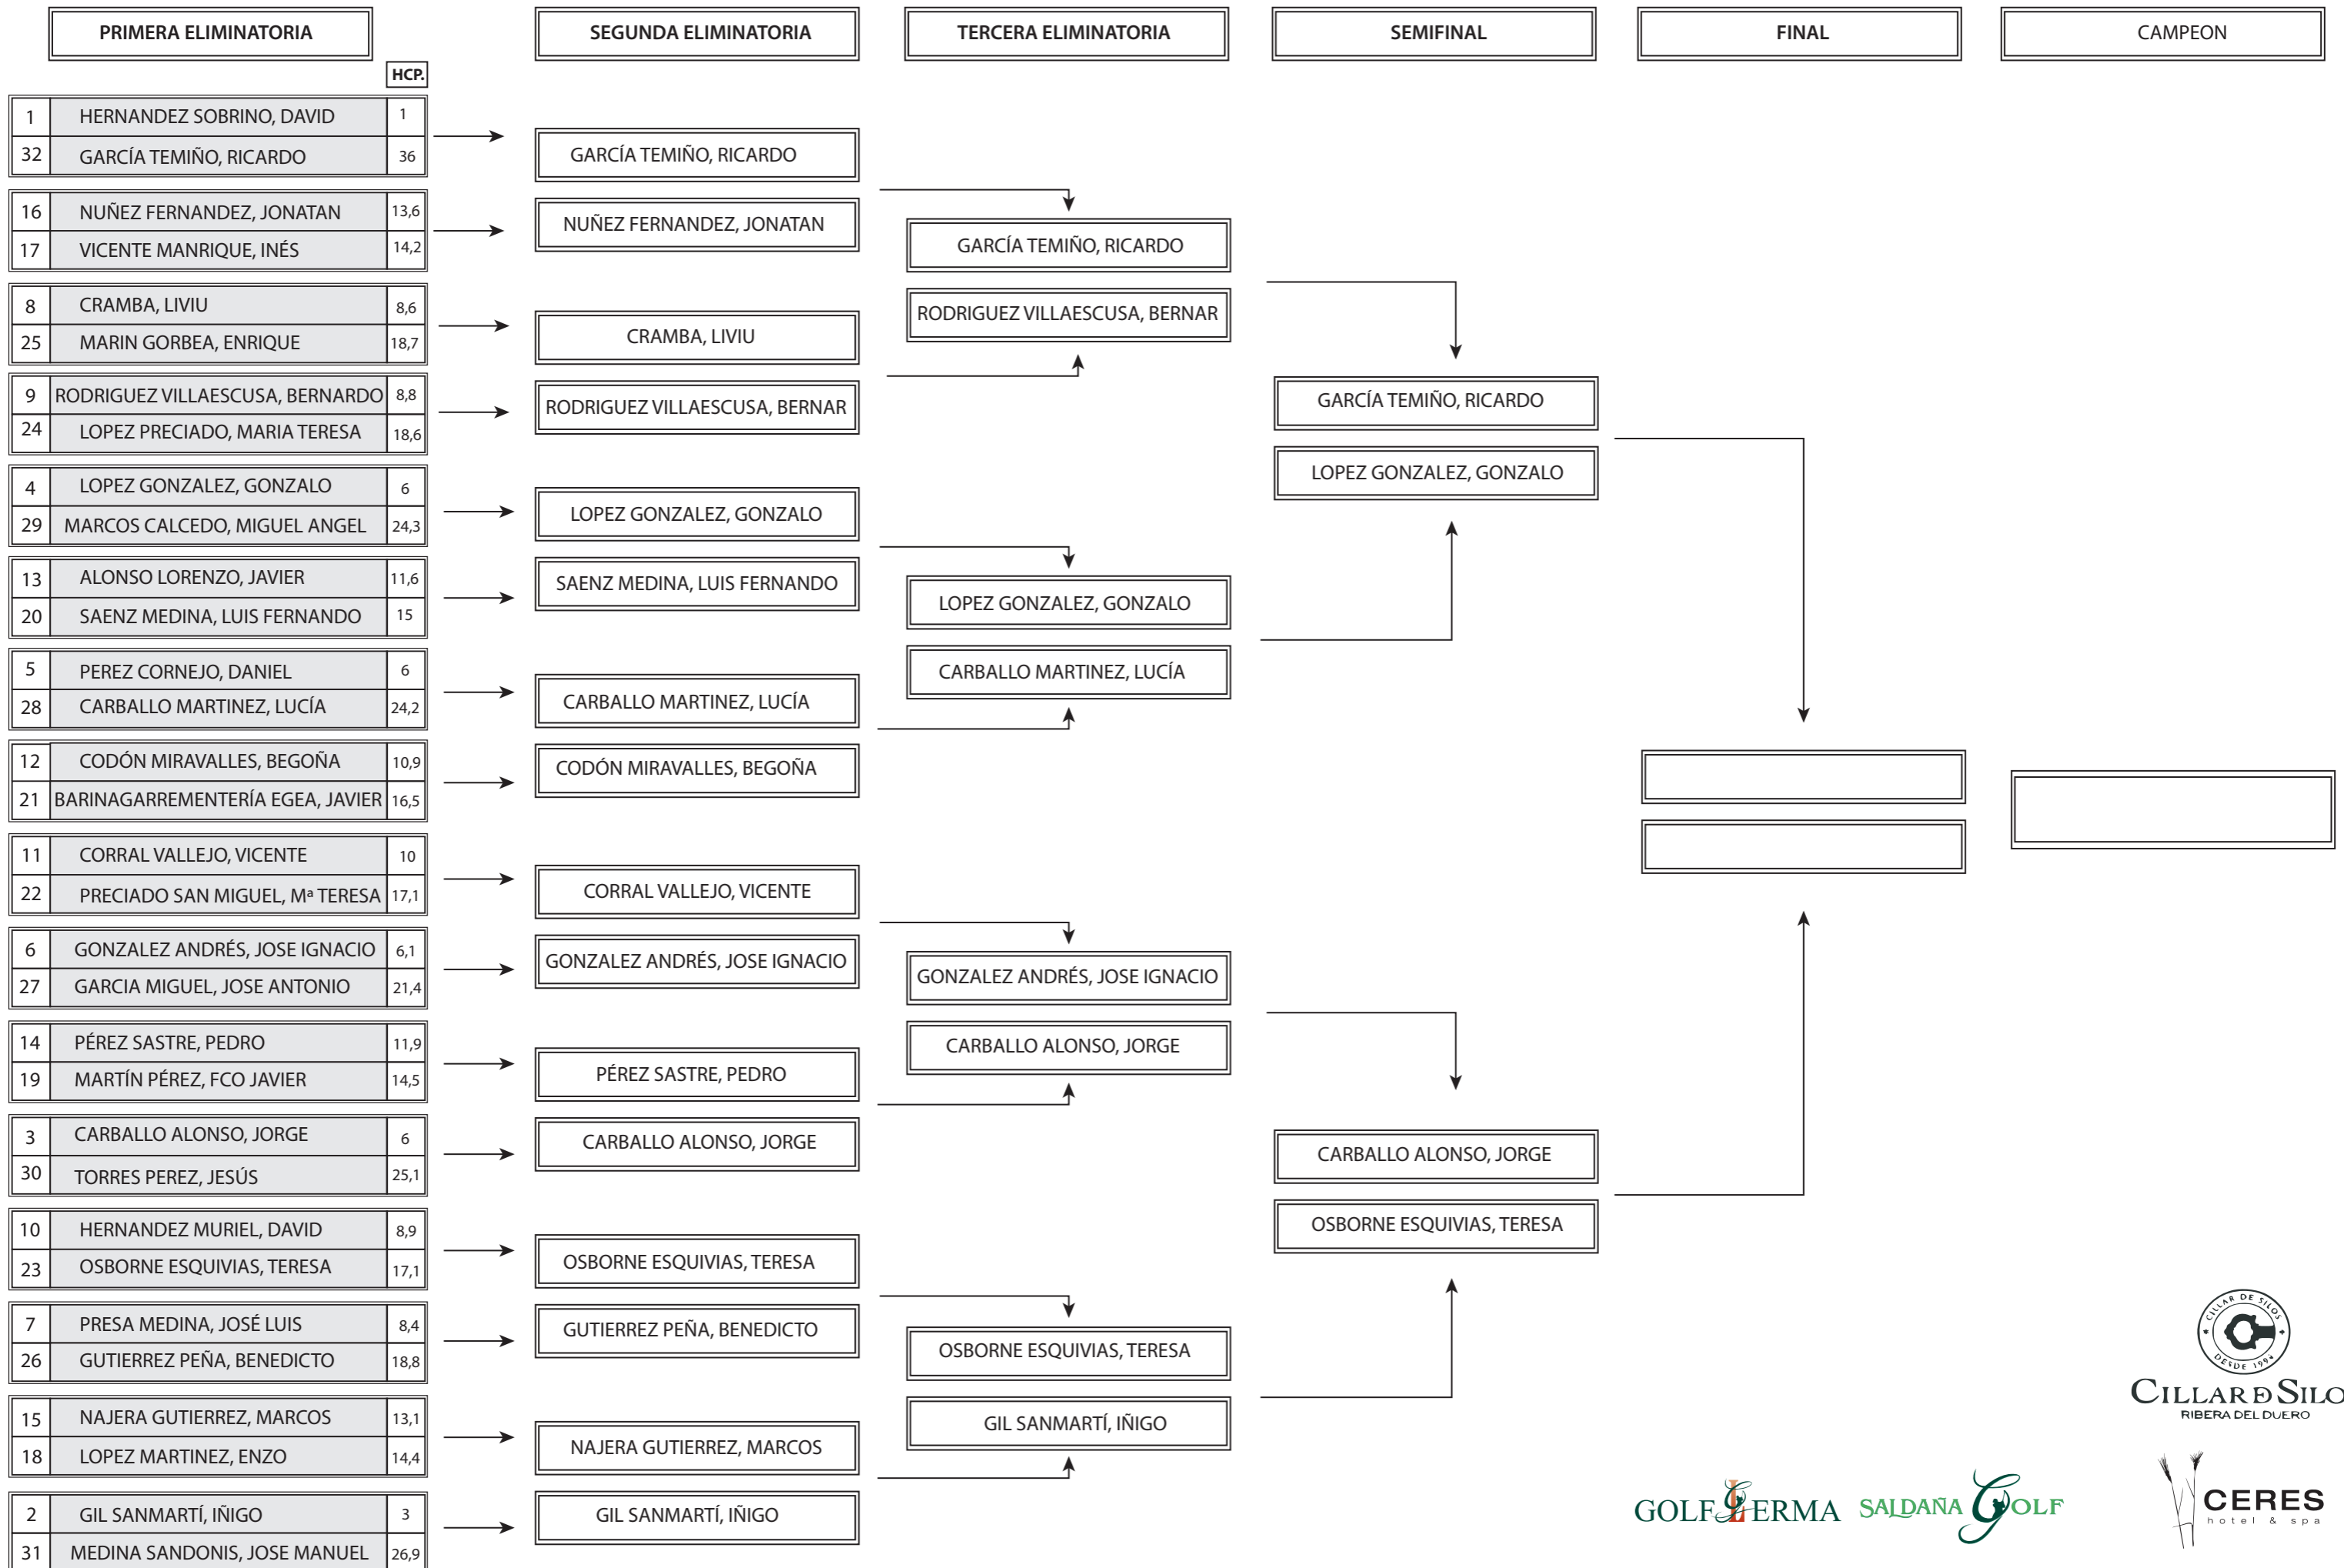 PRIMERA ELIMINATORIA
SEGUNDA ELIMINATORIA
TERCERA ELIMINATORIA
SEMIFINAL
FINAL
CAMPEON
HCP.
1 HERNANDEZ SOBRINO, DAVID 1
32 GARCÍA TEMIÑO, RICARDO 36
16 NUÑEZ FERNANDEZ, JONATAN 13,6
17 VICENTE MANRIQUE, INÉS 14,2
8 CRAMBA, LIVIU 8,6
25 MARIN GORBEA, ENRIQUE 18,7
9 RODRIGUEZ VILLAESCUSA, BERNARDO 8,8
24 LOPEZ PRECIADO, MARIA TERESA 18,6
4 LOPEZ GONZALEZ, GONZALO 6
29 MARCOS CALCEDO, MIGUEL ANGEL 24,3
13 ALONSO LORENZO, JAVIER 11,6
20 SAENZ MEDINA, LUIS FERNANDO 15
5 PEREZ CORNEJO, DANIEL 6
28 CARBALLO MARTINEZ, LUCÍA 24,2
12 CODÓN MIRAVALLES, BEGOÑA 10,9
21 BARINAGARREMENTERÍA EGEA, JAVIER 16,5
11 CORRAL VALLEJO, VICENTE 10
22 PRECIADO SAN MIGUEL, Mª TERESA 17,1
6 GONZALEZ ANDRÉS, JOSE IGNACIO 6,1
27 GARCIA MIGUEL, JOSE ANTONIO 21,4
14 PÉREZ SASTRE, PEDRO 11,9
19 MARTÍN PÉREZ, FCO JAVIER 14,5
3 CARBALLO ALONSO, JORGE 6
30 TORRES PEREZ, JESÚS 25,1
10 HERNANDEZ MURIEL, DAVID 8,9
23 OSBORNE ESQUIVIAS, TERESA 17,1
7 PRESA MEDINA, JOSÉ LUIS 8,4
26 GUTIERREZ PEÑA, BENEDICTO 18,8
15 NAJERA GUTIERREZ, MARCOS 13,1
18 LOPEZ MARTINEZ, ENZO 14,4
2 GIL SANMARTÍ, IÑIGO 3
31 MEDINA SANDONIS, JOSE MANUEL 26,9
GARCÍA TEMIÑO, RICARDO
NUÑEZ FERNANDEZ, JONATAN
CRAMBA, LIVIU
RODRIGUEZ VILLAESCUSA, BERNAR
LOPEZ GONZALEZ, GONZALO
SAENZ MEDINA, LUIS FERNANDO
CARBALLO MARTINEZ, LUCÍA
CODÓN MIRAVALLES, BEGOÑA
CORRAL VALLEJO, VICENTE
GONZALEZ ANDRÉS, JOSE IGNACIO
PÉREZ SASTRE, PEDRO
CARBALLO ALONSO, JORGE
OSBORNE ESQUIVIAS, TERESA
GUTIERREZ PEÑA, BENEDICTO
NAJERA GUTIERREZ, MARCOS
GIL SANMARTÍ, IÑIGO
GARCÍA TEMIÑO, RICARDO
RODRIGUEZ VILLAESCUSA, BERNAR
LOPEZ GONZALEZ, GONZALO
CARBALLO MARTINEZ, LUCÍA
GONZALEZ ANDRÉS, JOSE IGNACIO
CARBALLO ALONSO, JORGE
OSBORNE ESQUIVIAS, TERESA
GIL SANMARTÍ, IÑIGO
GARCÍA TEMIÑO, RICARDO
LOPEZ GONZALEZ, GONZALO
CARBALLO ALONSO, JORGE
OSBORNE ESQUIVIAS, TERESA
CILLAR DE SILOS
DESDE 1994
CILLAR D SILO
RIBERA DEL DUERO
GOLF LERMA
SALDAÑA GOLF
CERES
hotel & spa